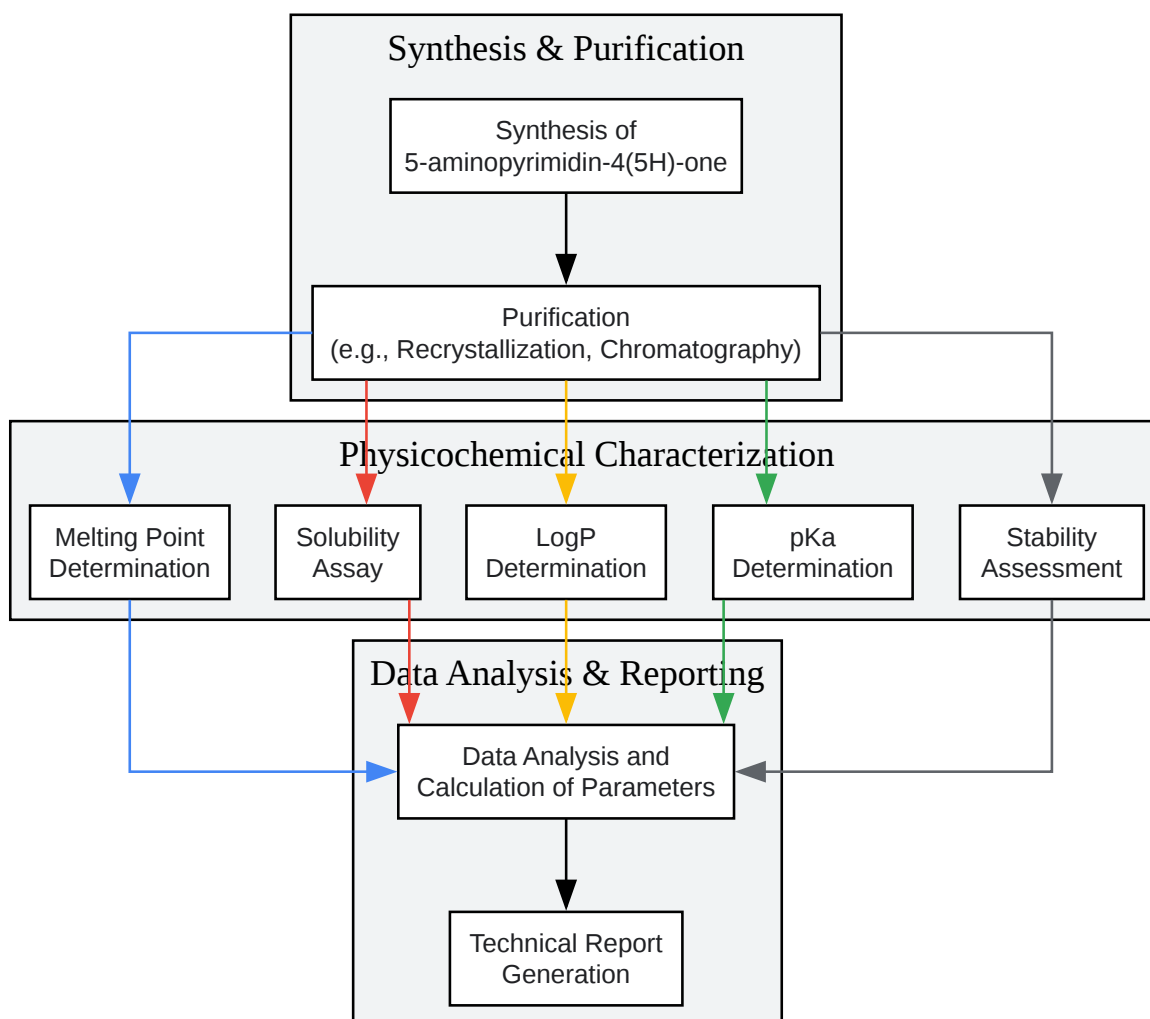 Synthesis & Purification
Synthesis of
5-aminopyrimidin-4(5H)-one
Purification
(e.g., Recrystallization, Chromatography)
Physicochemical Characterization
Melting Point
Determination
Solubility
Assay
LogP
Determination
pKa
Determination
Stability
Assessment
Data Analysis & Reporting
Data Analysis and
Calculation of Parameters
Technical Report
Generation